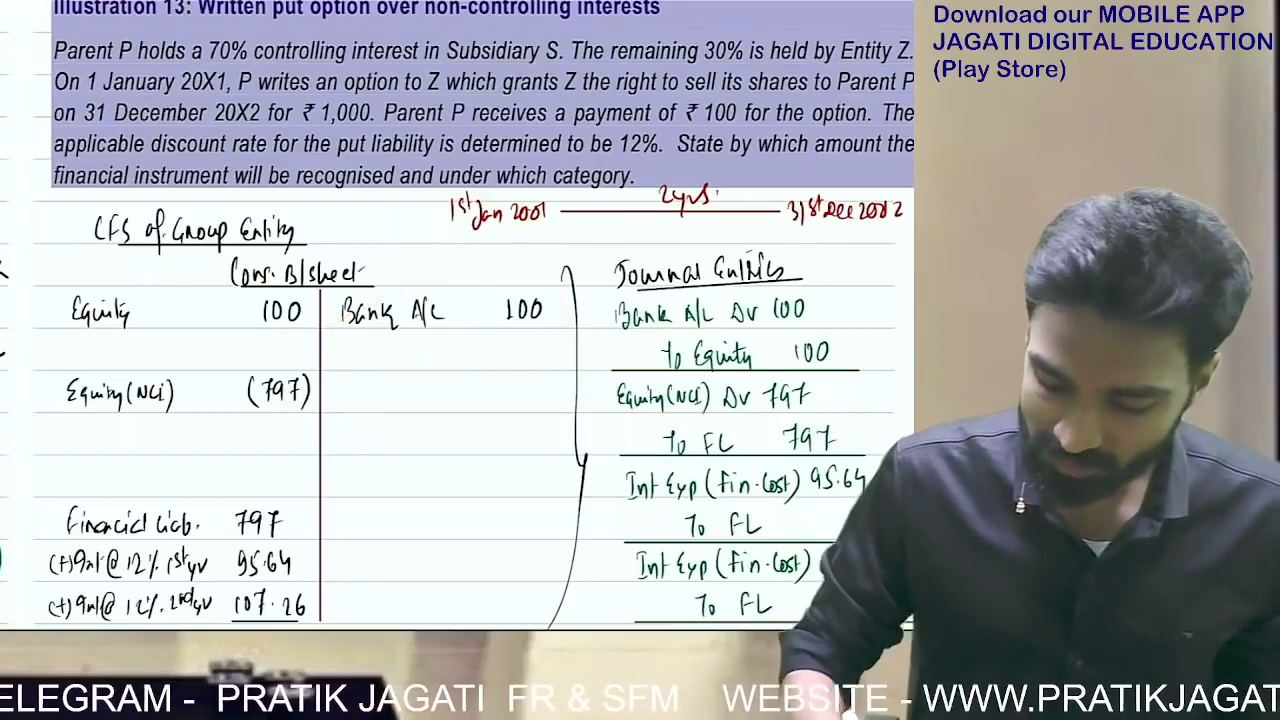 Illustration 13: Written put option over non-controlling interests
Download our MOBILE APP
JAGATI DIGITAL EDUCATION
(Play Store)
Parent P holds a 70% controlling interest in Subsidiary S. The remaining 30% is held by Entity Z.
On 1 January 20X1, P writes an option to Z which grants Z the right to sell its shares to Parent P
on 31 December 20X2 for ₹ 1,000. Parent P receives a payment of ₹ 100 for the option. The
applicable discount rate for the put liability is determined to be 12%. State by which amount the
financial instrument will be recognised and under which category.
1st Jan 2001 2yrs. 31st Dec 2002
CFS of Group Entity
Cons. B/sheet
Equity 100 Bank A/c 100
Equity (NCI) (797)
Financial Liab. 797
(+) Int @ 12% 1st yr 95.64
(+) Int @ 12% 2nd yr 107.26
Journal Entries
Bank A/c Dr 100
To Equity 100
Equity (NCI) Dr 797
To FL 797
Int Exp (Fin. Cost) 95.64
To FL
Int Exp (Fin. Cost)
To FL
ELEGRAM - PRATIK JAGATI FR & SFM WEBSITE - WWW.PRATIKJAGAT